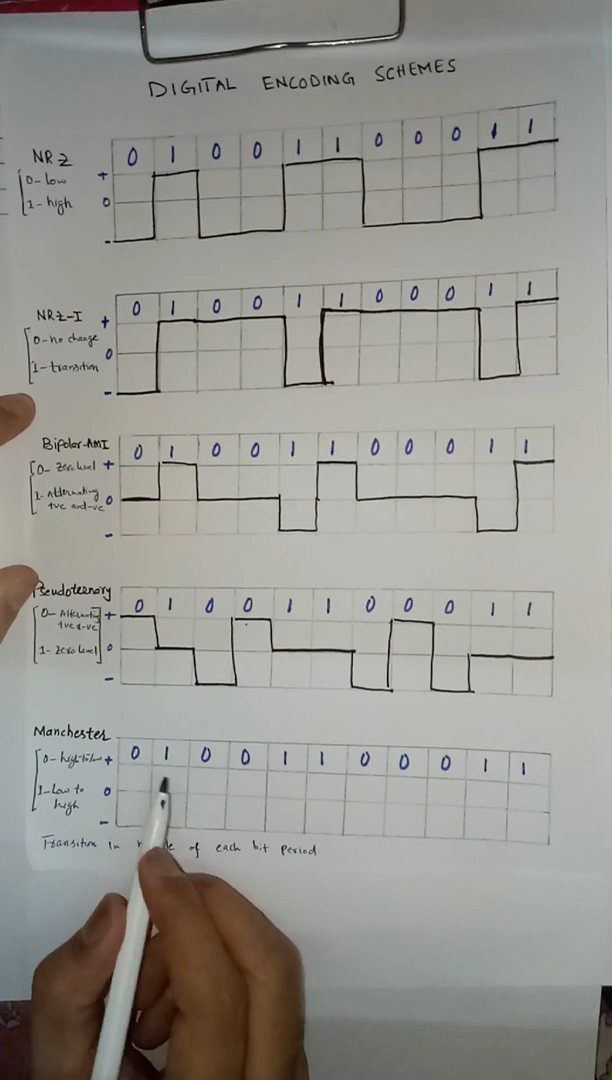 DIGITAL ENCODING SCHEMES
NRZ
0 1 0 0 1 1 0 0 0 1 1
0-low
1-high
+
0
-
NRZ-I
0 1 0 0 1 1 0 0 0 1 1
0-no change
1-transition
+
0
-
Bipolar-AMI
0 1 0 0 1 1 0 0 0 1 1
0- Zero level
1- Alternating
+ve and -ve
+
0
-
Pseudoternary
0 1 0 0 1 1 0 0 0 1 1
0- Alternating
+ve & -ve
1- Zero level
+
0
-
Manchester
0 1 0 0 1 1 0 0 0 1 1
0-high to low
1-Low to
high
+
0
-
Transition in of each bit period